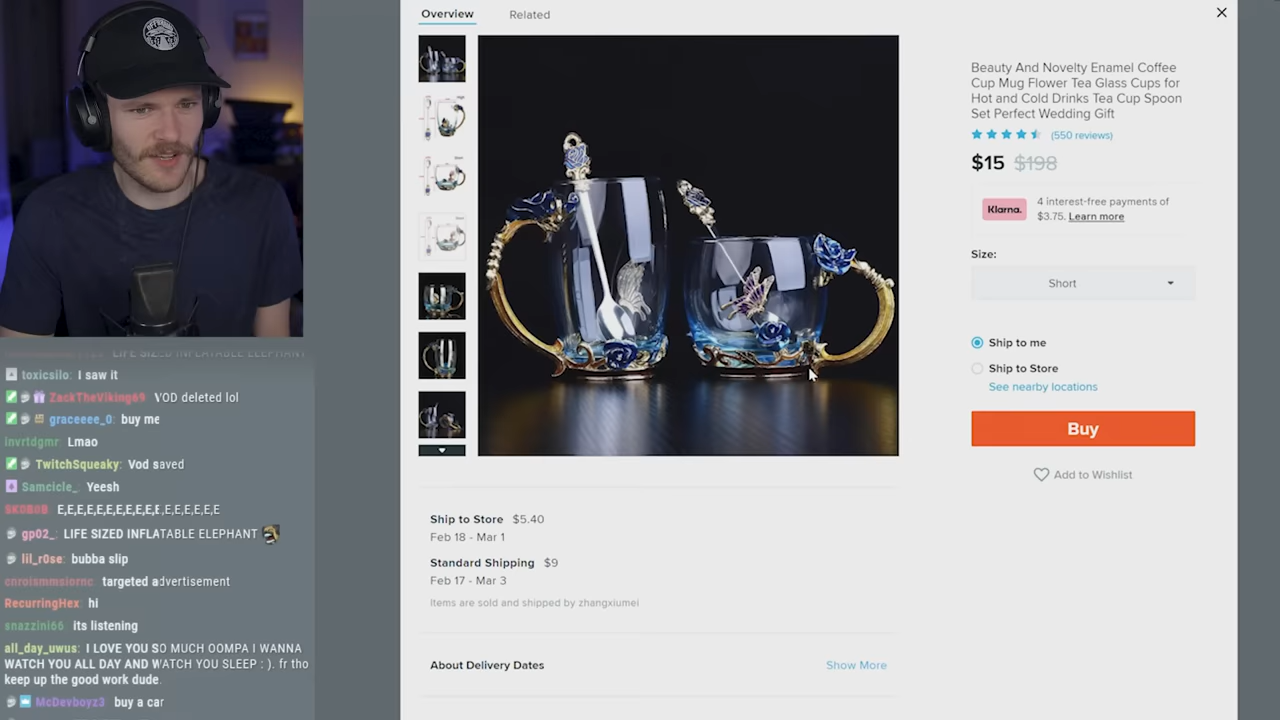 Overview
Related
Beauty And Novelty Enamel Coffee
Cup Mug Flower Tea Glass Cups for
Hot and Cold Drinks Tea Cup Spoon
Set Perfect Wedding Gift
(550 reviews)
$15 $198
Klarna.
4 interest-free payments of
$3.75. Learn more
Size:
Short
Ship to me
Ship to Store
See nearby locations
Buy
Add to Wishlist
Ship to Store $5.40
Feb 18 - Mar 1
Standard Shipping $9
Feb 17 - Mar 3
Items are sold and shipped by zhangxiumei
About Delivery Dates
Show More
LIFE SIZED INFLATABLE ELEPHANT
toxicsilo: I saw it
ZackTheViking69 VOD deleted lol
graceeee_0: buy me
invrtdgmr: Lmao
TwitchSqueaky: Vod saved
Samcicle_: Yeesh
E,E,E,E,E,E,E,E,E,E,E,E,E,E,E,E
gp02_: LIFE SIZED INFLATABLE ELEPHANT
lil_r0se: bubba slip
targeted advertisement
RecurringHex: hi
snazzini66: its listening
all_day_uwus: I LOVE YOU SO MUCH OOMPA I WANNA
WATCH YOU ALL DAY AND WATCH YOU SLEEP : ). fr tho
keep up the good work dude.
McDevboyz3: buy a car